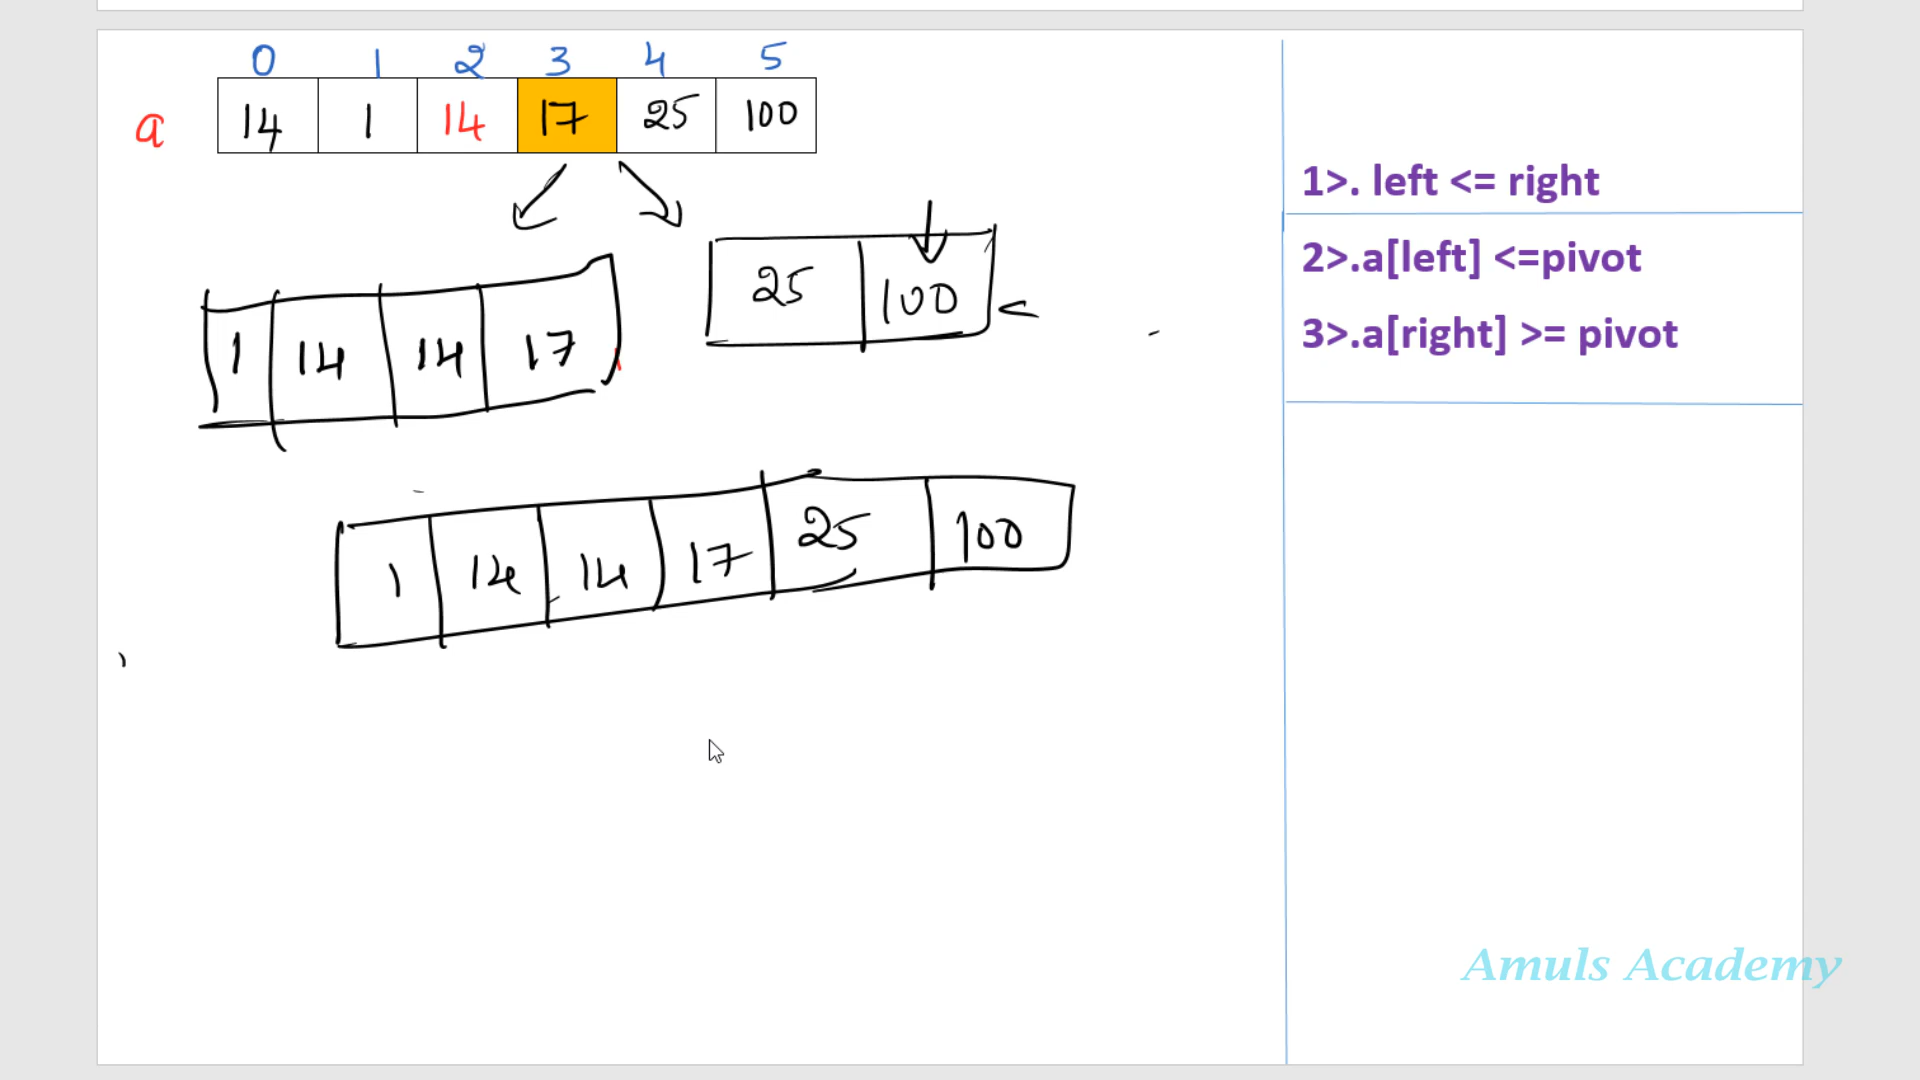 0 1 2 3 4 5
a 14 1 14 17 25 100
25 100 <
1 14 14 17
1 14 14 17 25 100
1>. left <= right
2>.a[left] <=pivot
3>.a[right] >= pivot
Amuls Academy